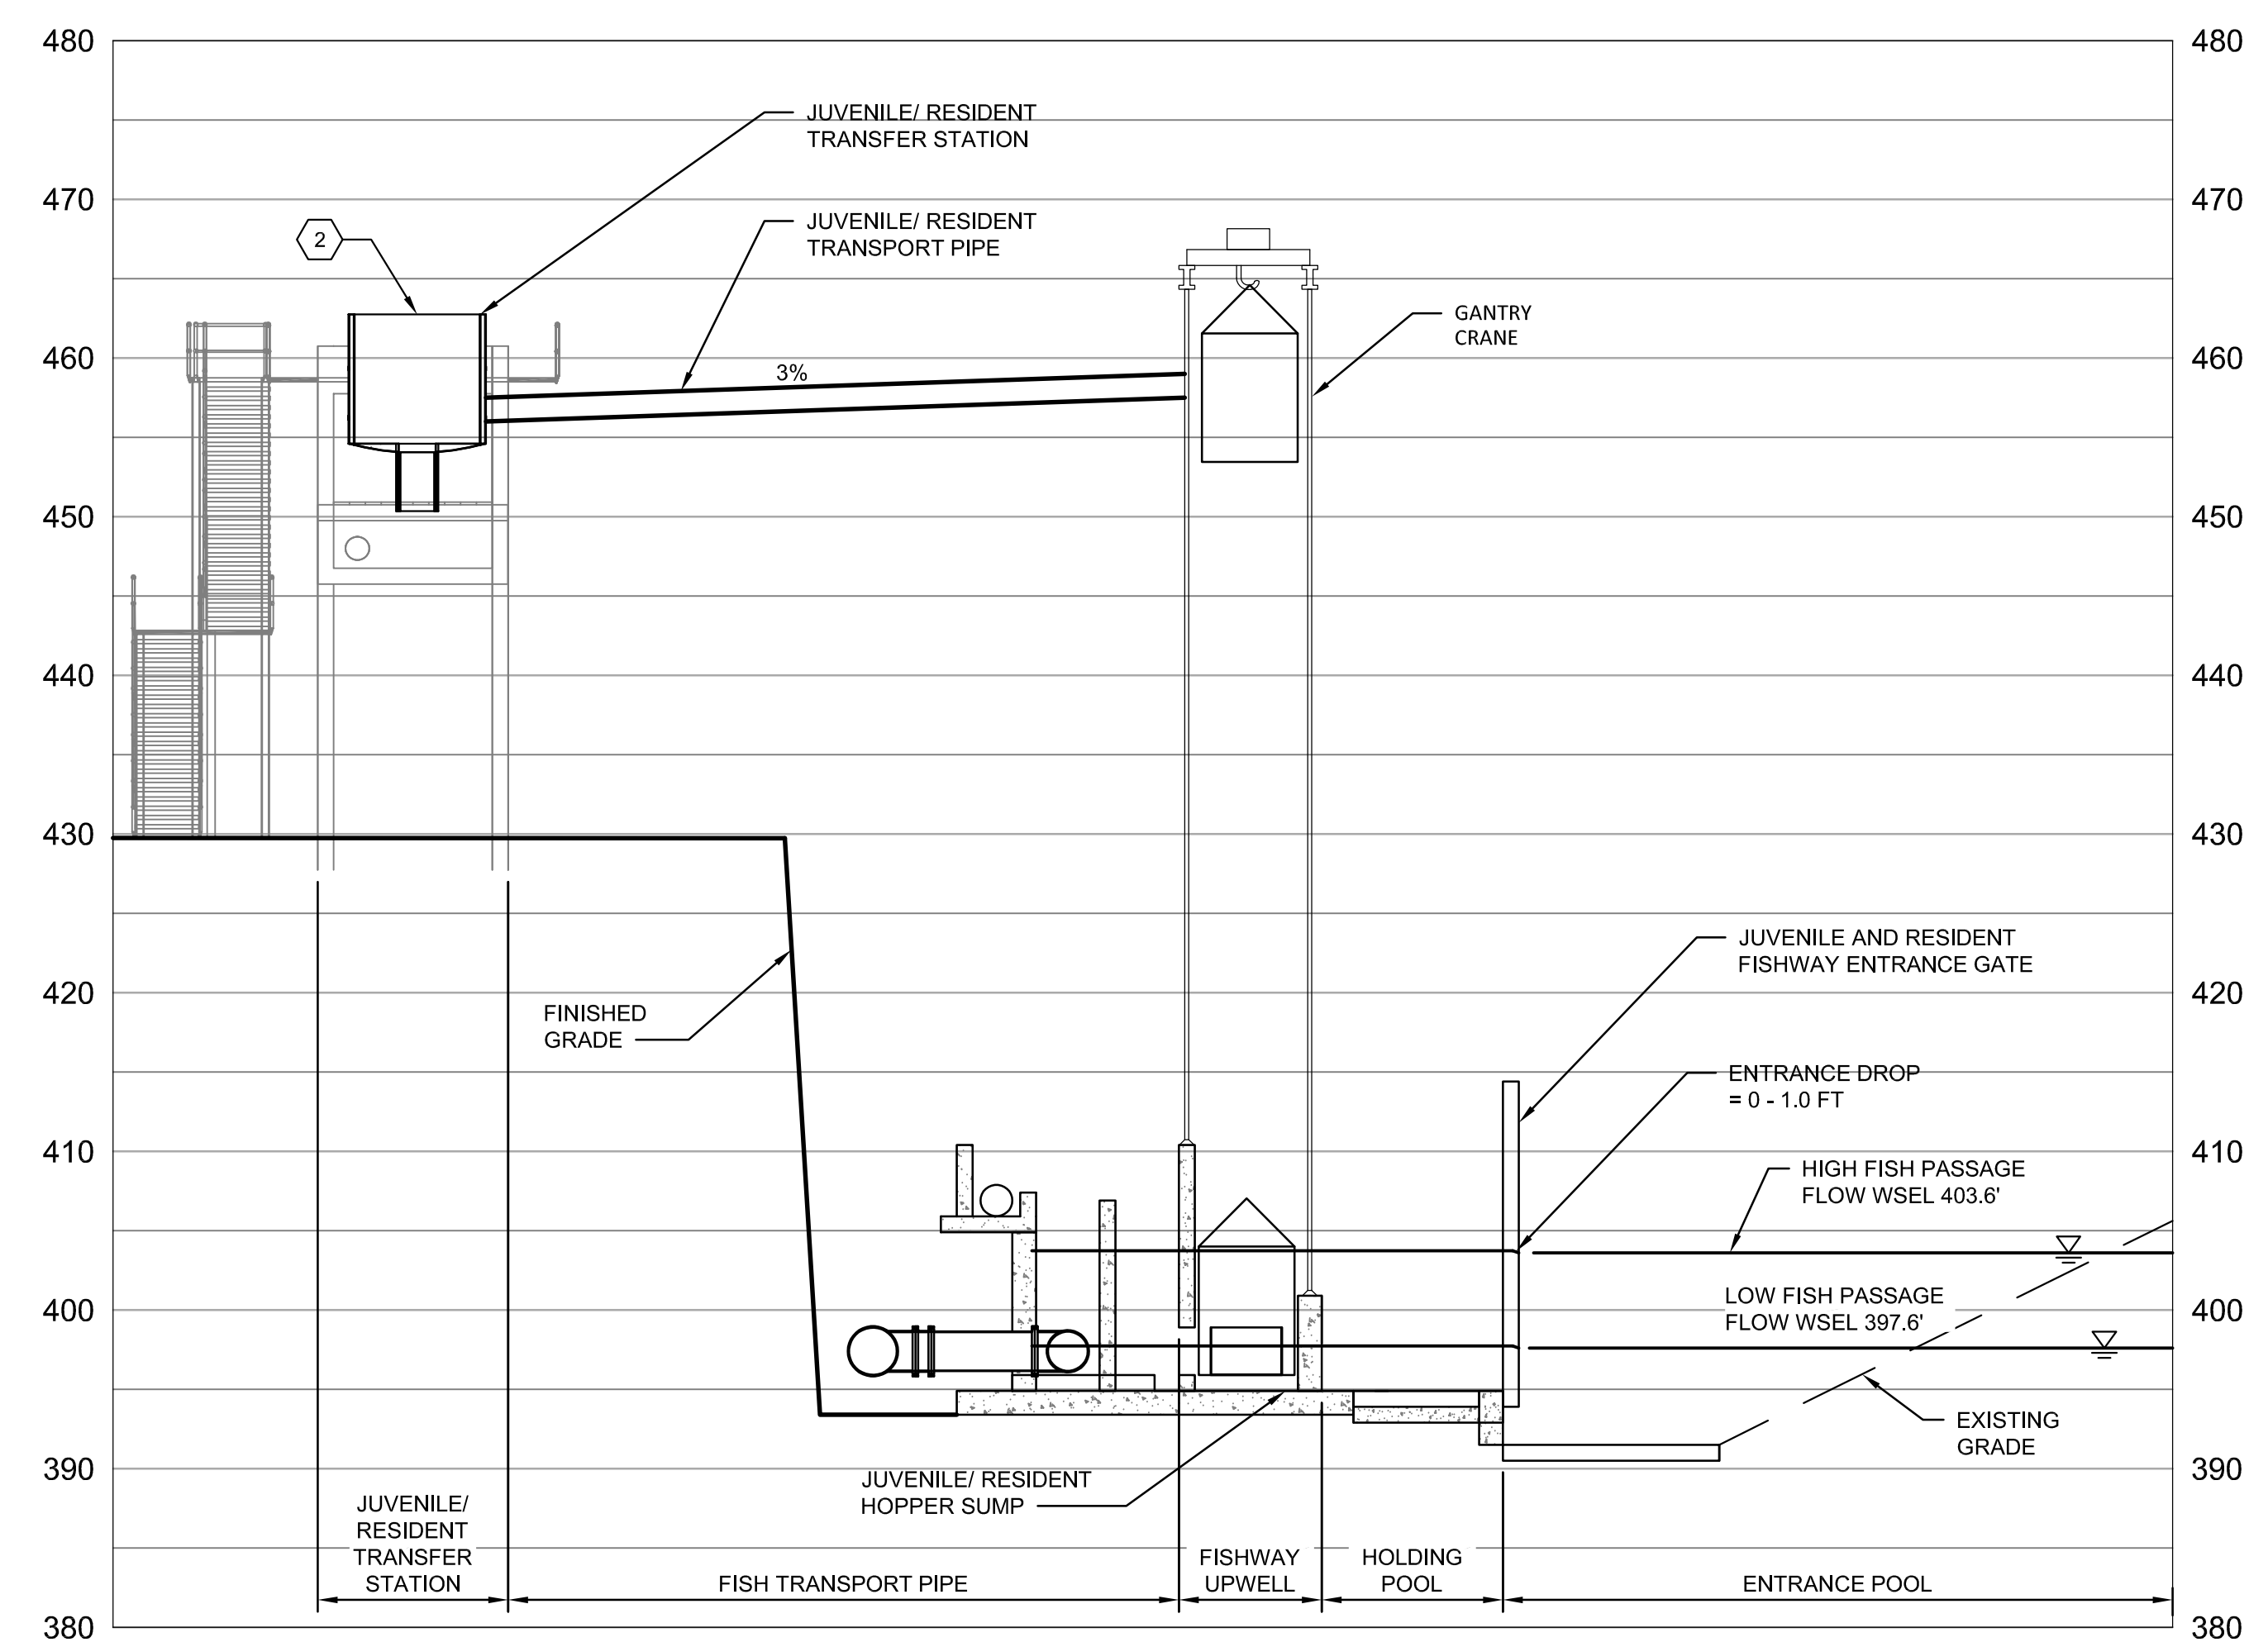 480
480
JUVENILE/ RESIDENT
TRANSFER STATION
470
470
JUVENILE/ RESIDENT
TRANSPORT PIPE
2
GANTRY
CRANE
460
460
3%
450
450
440
440
430
430
JUVENILE AND RESIDENT
FISHWAY ENTRANCE GATE
420
420
FINISHED
GRADE
ENTRANCE DROP
= 0 - 1.0 FT
410
410
HIGH FISH PASSAGE
FLOW WSEL 403.6'
400
400
LOW FISH PASSAGE
FLOW WSEL 397.6'
EXISTING
GRADE
390
390
JUVENILE/ RESIDENT
HOPPER SUMP
JUVENILE/
RESIDENT
TRANSFER
STATION
FISH TRANSPORT PIPE
FISHWAY
UPWELL
HOLDING
POOL
ENTRANCE POOL
380
380